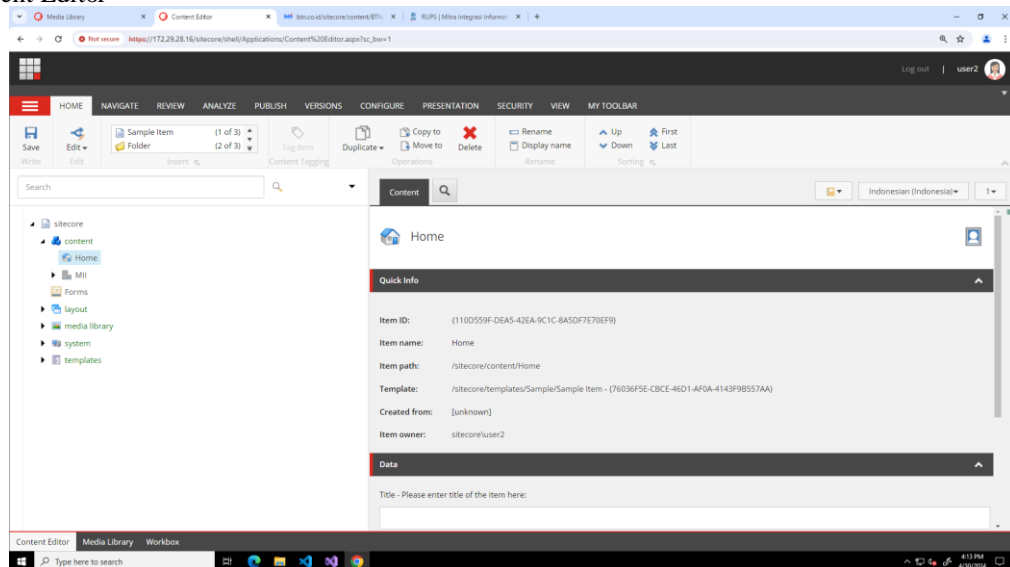 ent Editor
Media Library
Content Editor
btn.co.id/sitecore/content/BTN
RUPS | Mitra Integrasi Informa
Not secure https://172.29.28.16/sitecore/shell/Applications/Content%20Editor.aspx?sc_bw=1
Log out | user2
HOME NAVIGATE REVIEW ANALYZE PUBLISH VERSIONS CONFIGURE PRESENTATION SECURITY VIEW MY TOOLBAR
Save Edit Sample Item (1 of 3) Tag Item Duplicate Copy to Delete Rename Up First
Folder (2 of 3) Move to Display name Down Last
Write Edit Insert Content Tagging Operations Rename Sorting
Search
Content
Indonesian (Indonesia) 1
sitecore
content
Home
MII
Forms
layout
media library
system
templates
Home
Quick Info
Item ID: {110D559F-DEA5-42EA-9C1C-8A5DF7E70EF9}
Item name: Home
Item path: /sitecore/content/Home
Template: /sitecore/templates/Sample/Sample Item - {76036F5E-CBCE-46D1-AF0A-4143F9B557AA}
Created from: [unknown]
Item owner: sitecore\user2
Data
Title - Please enter title of the item here:
Content Editor Media Library Workbox
Type here to search
4:13 PM
4/30/2024